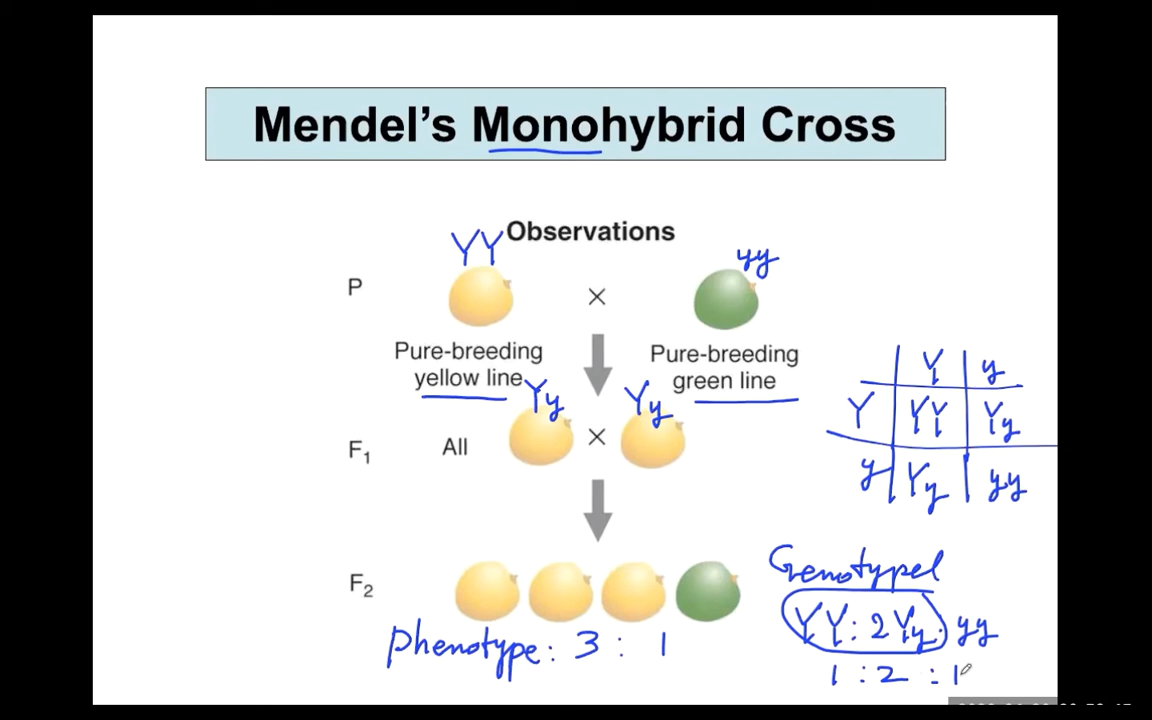 Mendel's Monohybrid Cross
Observations
YY
yy
P
×
Pure-breeding
yellow line
Pure-breeding
green line
Yy
Yy
F1
All
×
Y y
Y YY Yy
y Yy yy
F2
Genotype
YY : 2Yy : yy
1 : 2 : 1
Phenotype: 3 : 1